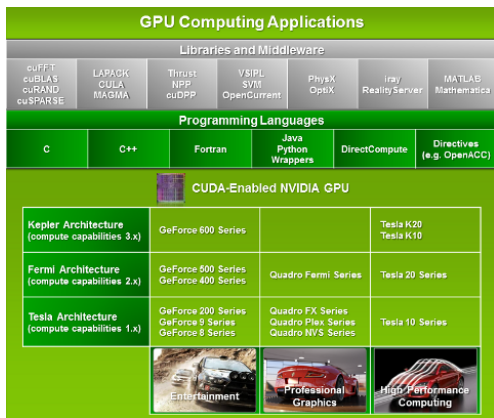 GPU Computing Applications
Libraries and Middleware
cuFFT
cuBLAS
cuRAND
cuSPARSE
LAPACK
CULA
MAGMA
Thrust
NPP
cuDPP
VSIPL
SVM
OpenCurrent
PhysX
OptiX
iray
RealityServer
MATLAB
Mathematica
Programming Languages
C
C++
Fortran
Java
Python
Wrappers
DirectCompute
Directives
(e.g. OpenACC)
CUDA-Enabled NVIDIA GPU
Kepler Architecture
(compute capabilities 3.x)
GeForce 600 Series
Tesla K20
Tesla K10
Fermi Architecture
(compute capabilities 2.x)
GeForce 500 Series
GeForce 400 Series
Quadro Fermi Series
Tesla 20 Series
Tesla Architecture
(compute capabilities 1.x)
GeForce 200 Series
GeForce 9 Series
GeForce 8 Series
Quadro FX Series
Quadro Plex Series
Quadro NVS Series
Tesla 10 Series
Entertainment
Professional
Graphics
High Performance
Computing